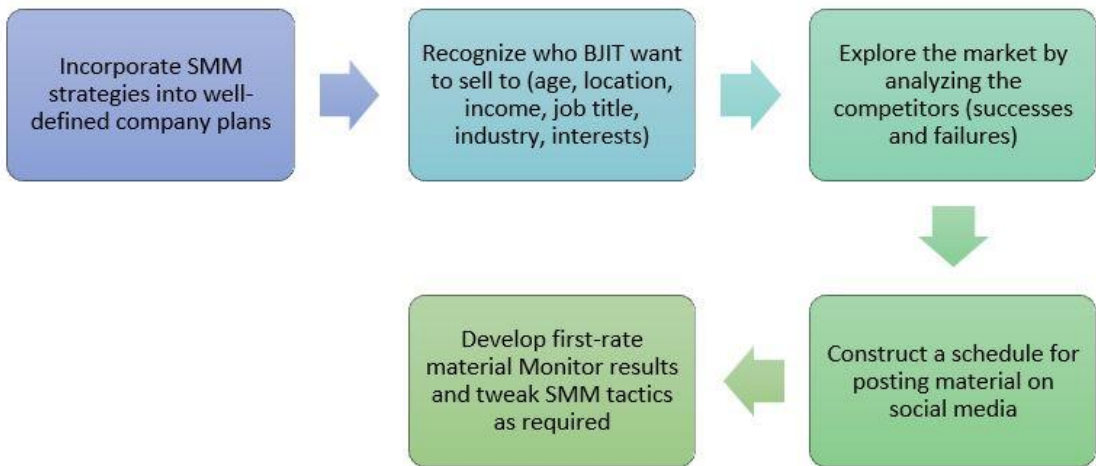 Incorporate SMM
strategies into well-
defined company plans
Recognize who BJIT want
to sell to (age, location,
income, job title,
industry, interests)
Explore the market by
analyzing the
competitors (successes
and failures)
Construct a schedule for
posting material on
social media
Develop first-rate
material Monitor results
and tweak SMM tactics
as required